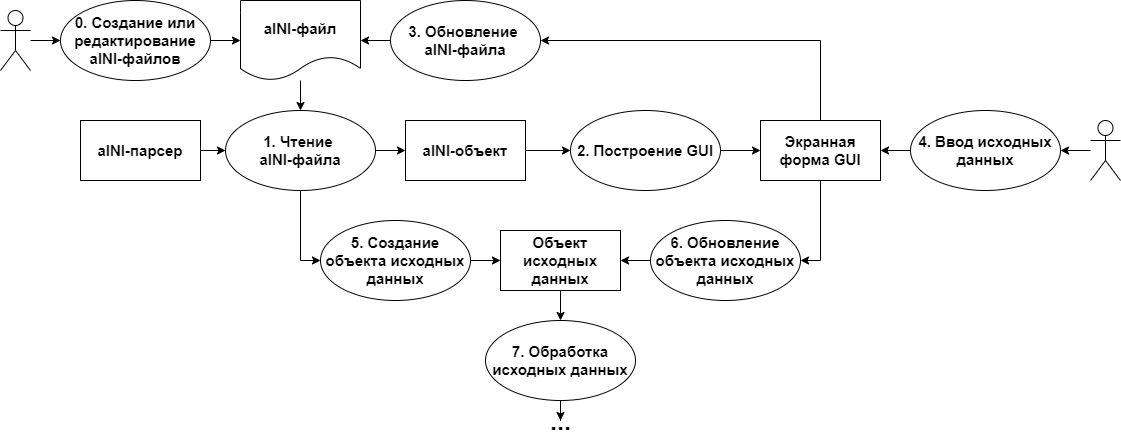 0. Создание или
редактирование
aINI-файлов
aINI-файл
3. Обновление
aINI-файла
aINI-парсер
1. Чтение
aINI-файла
aINI-объект
2. Построение GUI
Экранная
форма GUI
4. Ввод исходных
данных
5. Создание
объекта исходных
данных
Объект
исходных
данных
6. Обновление
объекта исходных
данных
7. Обработка
исходных данных
...